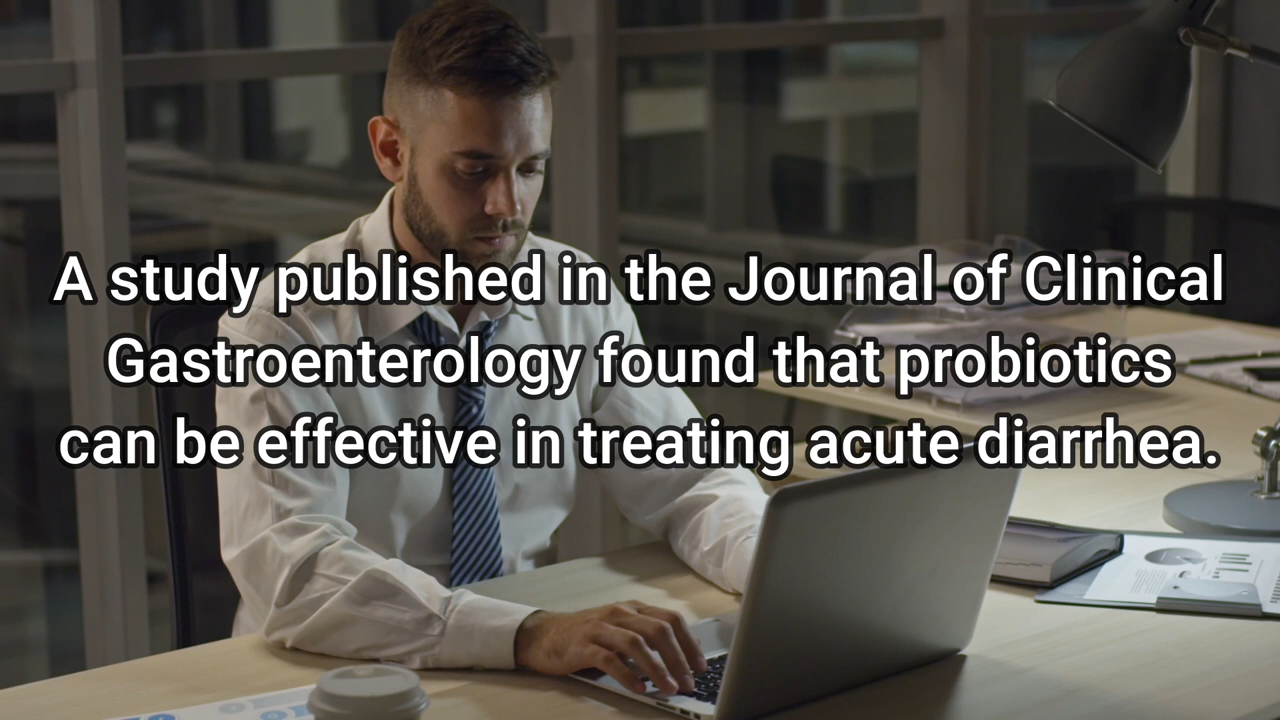 A study published in the Journal of Clinical
Gastroenterology found that probiotics
can be effective in treating acute diarrhea.